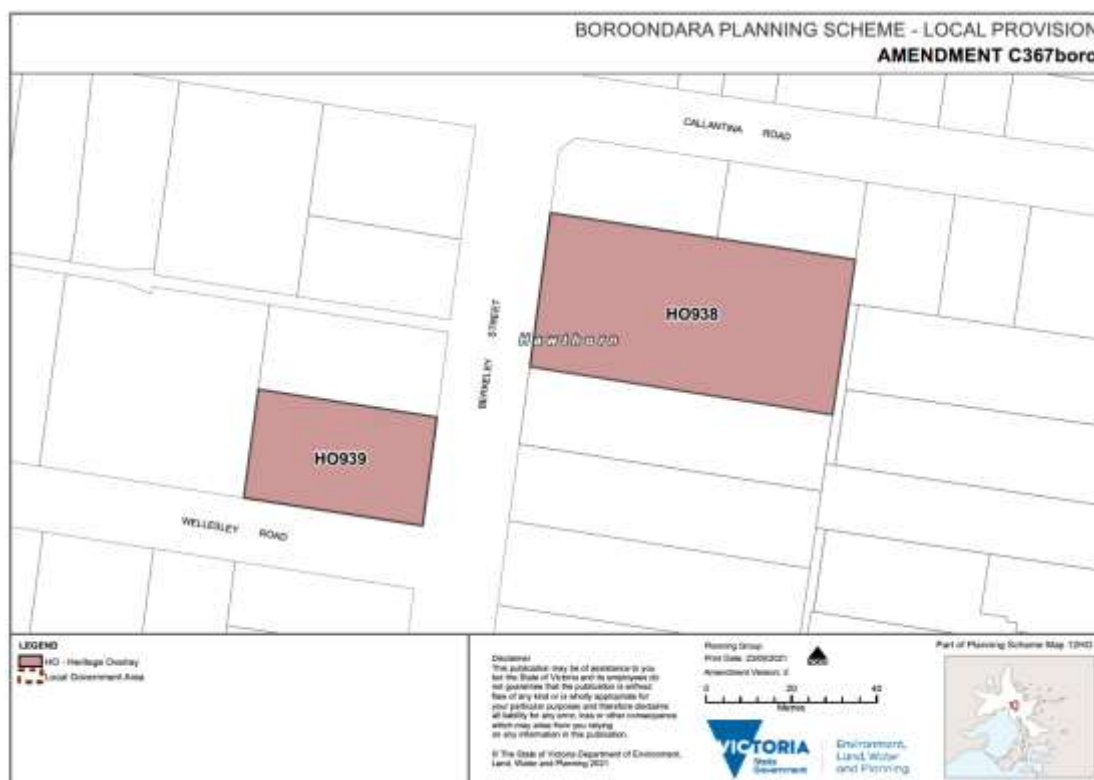 BOROONDARA PLANNING SCHEME - LOCAL PROVISION
AMENDMENT C367boro
CALLANTINA ROAD
HO938
BERKELEY STREET
Hawthorn
HO939
WELLESLEY ROAD
LEGEND
HO - Heritage Overlay
Local Government Area
Disclaimer
This publication may be of assistance to you
but the State of Victoria and its employees do
not guarantee that the publication is without
flaw of any kind or is wholly appropriate for
your particular purposes and therefore disclaims
all liability for any error, loss or other consequence
which may arise from you relying
on any information in this publication.
© The State of Victoria Department of Environment,
Land, Water and Planning 2021
Planning Group
Print Date:
Amendment Version: 2
0 20 40
Metres
VICTORIA
State
Government
Environment,
Land, Water
and Planning
Part of Planning Scheme Map 12HO